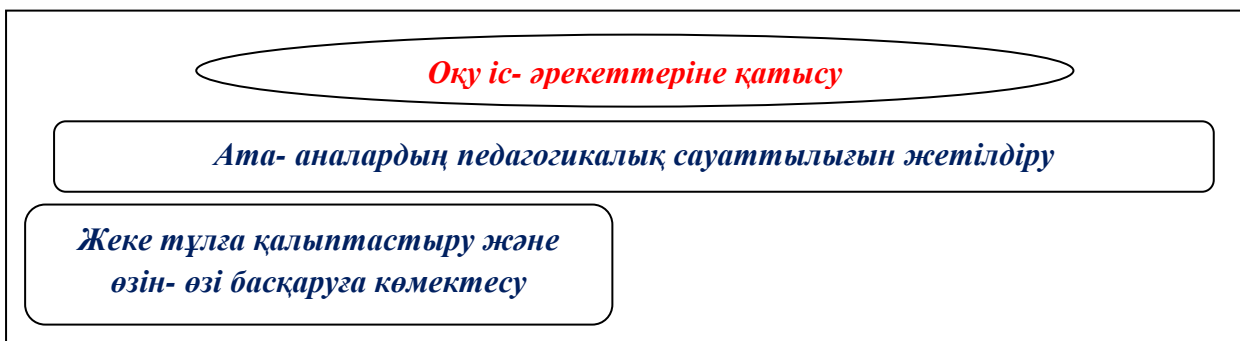 Оқу іс- әрекеттеріне қатысу
Ата- аналардың педагогикалық сауаттылығын жетілдіру
Жеке тұлға қалыптастыру және
өзін- өзі басқаруға көмектесу